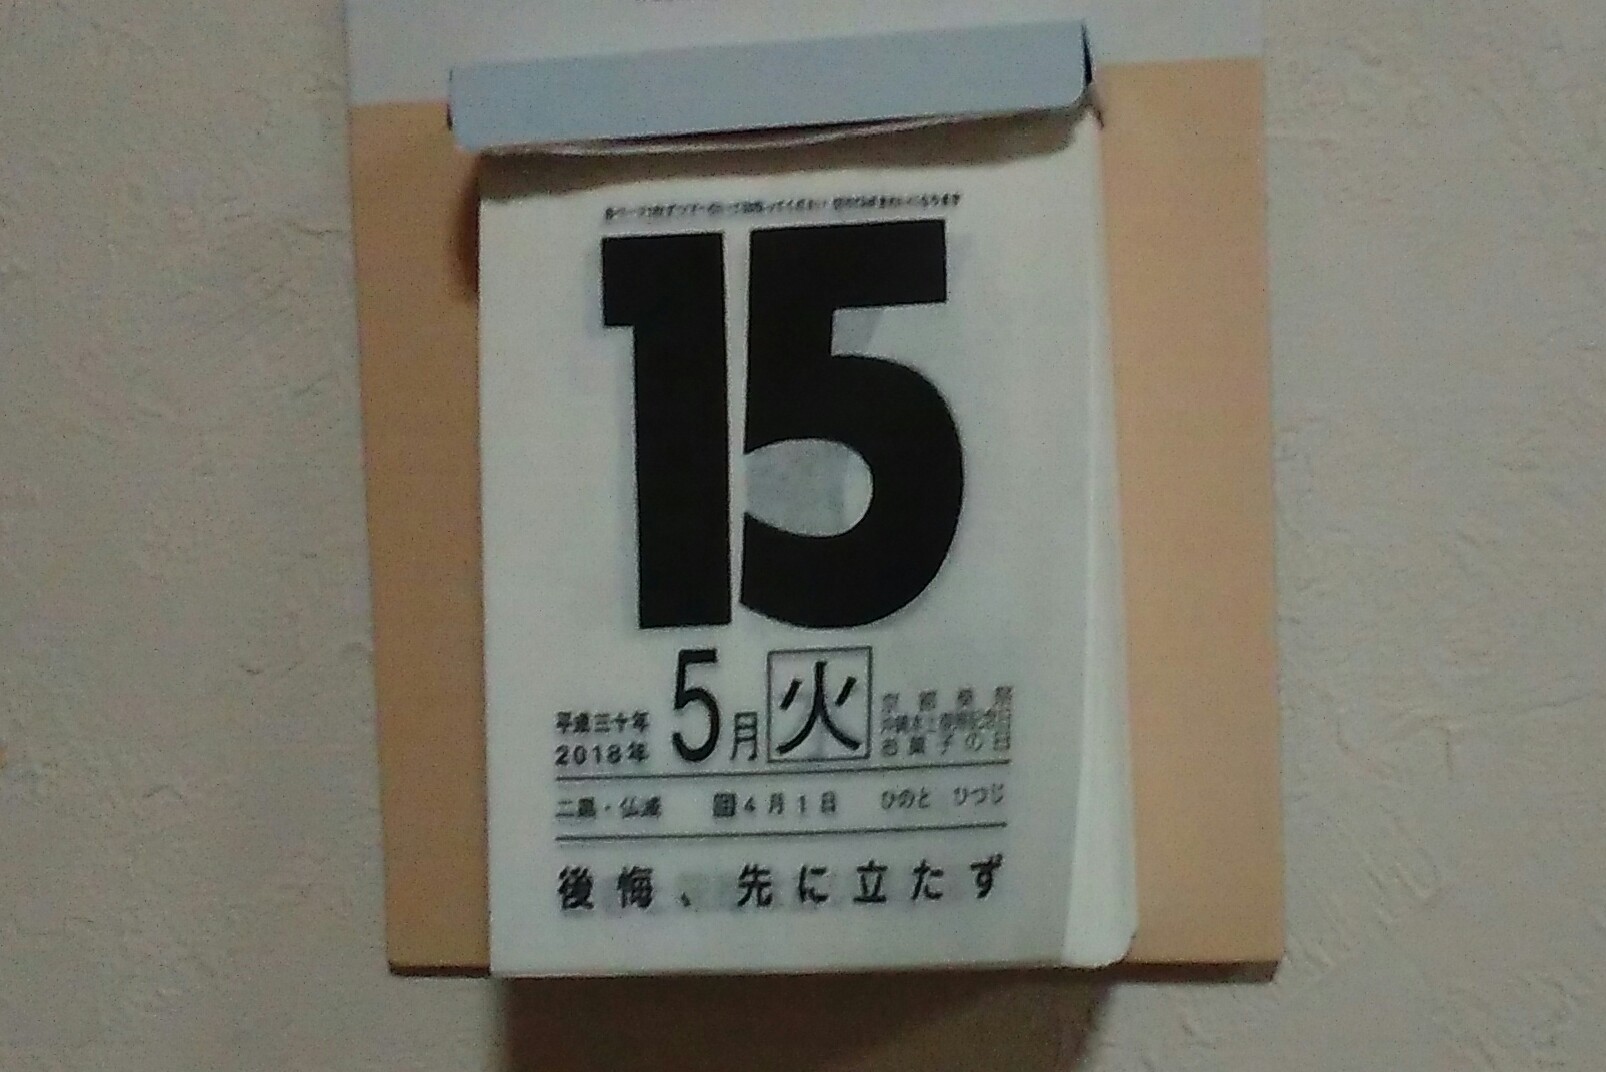 15
平成三十年
2018年
5月
火
京都葵祭
沖縄本土復帰記念日
お菓子の日
二黒・仏滅 旧4月1日 ひのと ひつじ
後悔、先に立たず